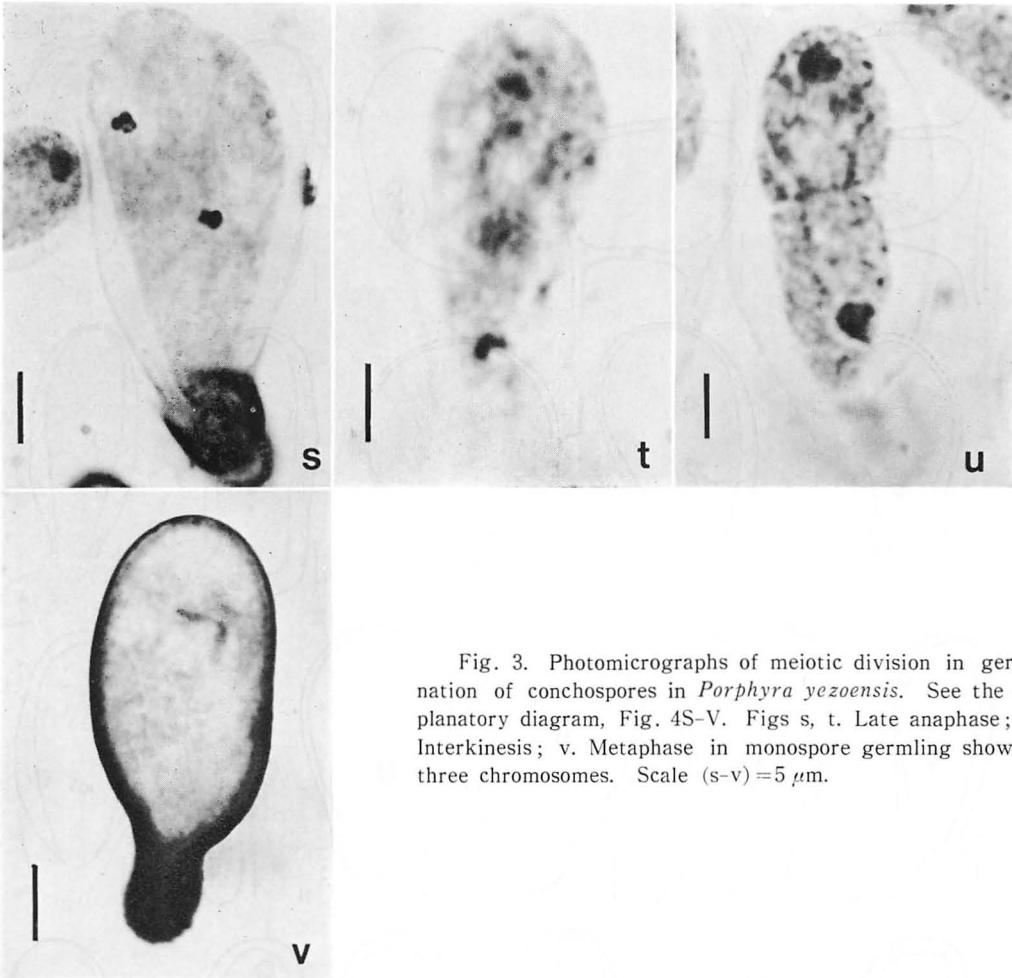 s
t
u
v
Fig. 3. Photomicrographs of meiotic division in ger
nation of conchospores in Porphyra yezoensis. See the
planatory diagram, Fig. 4S-V. Figs s, t. Late anaphase;
Interkinesis; v. Metaphase in monospore germling show
three chromosomes. Scale (s-v)=5 μm.